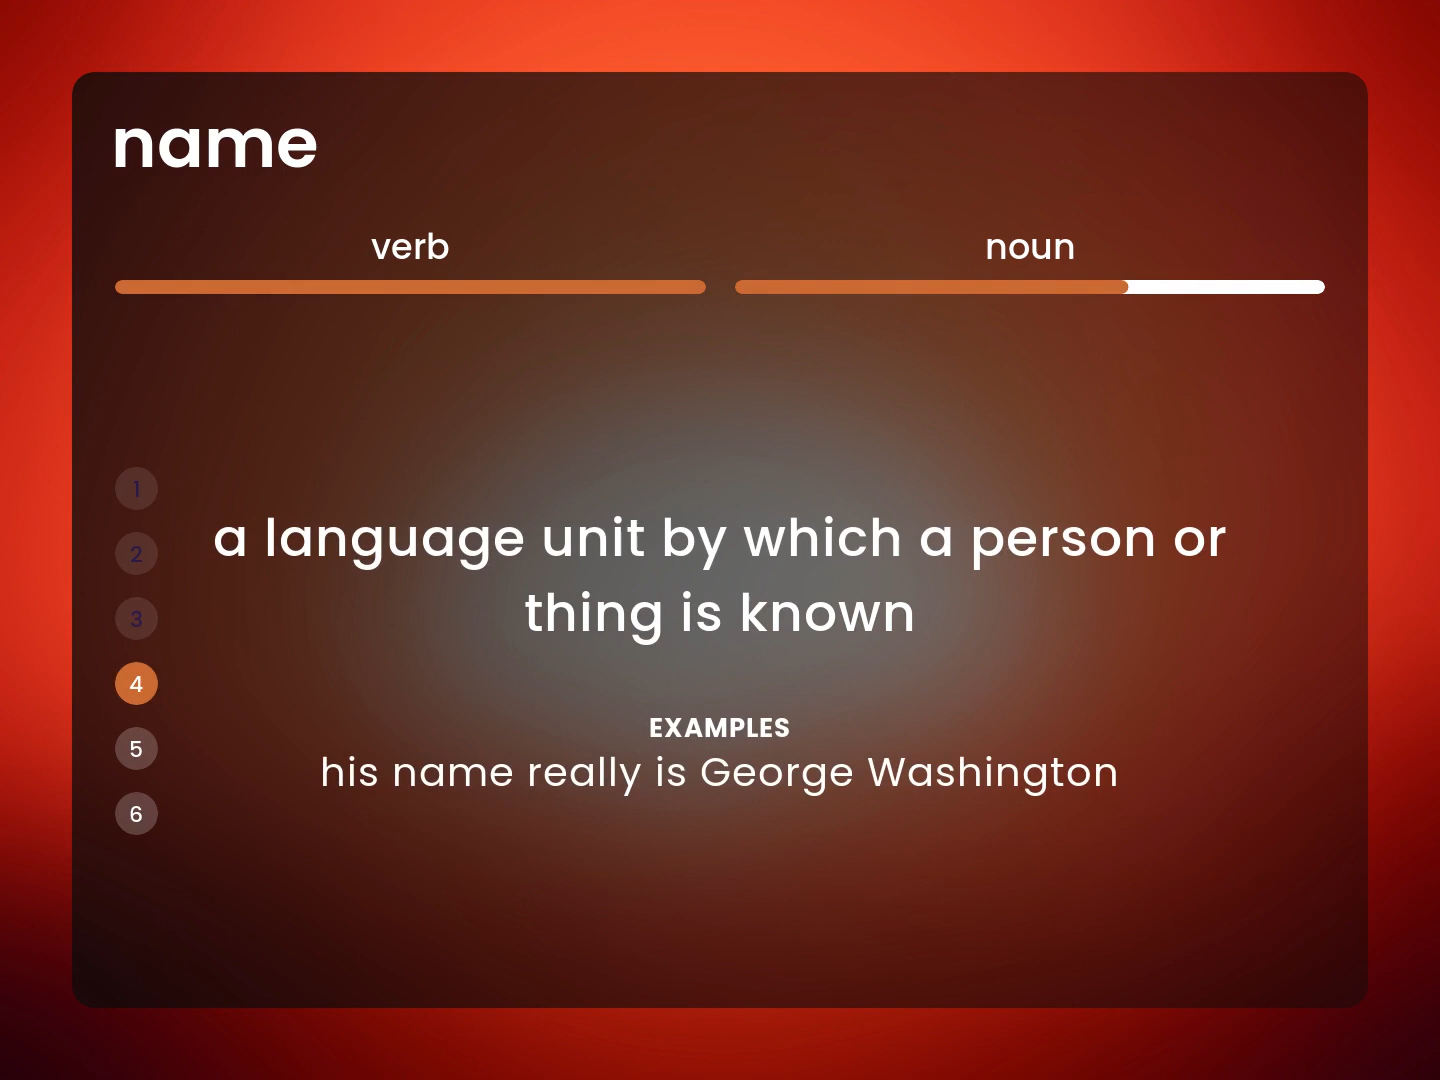 name
verb
noun
1
2
3
4
5
6
a language unit by which a person or
thing is known
EXAMPLES
his name really is George Washington